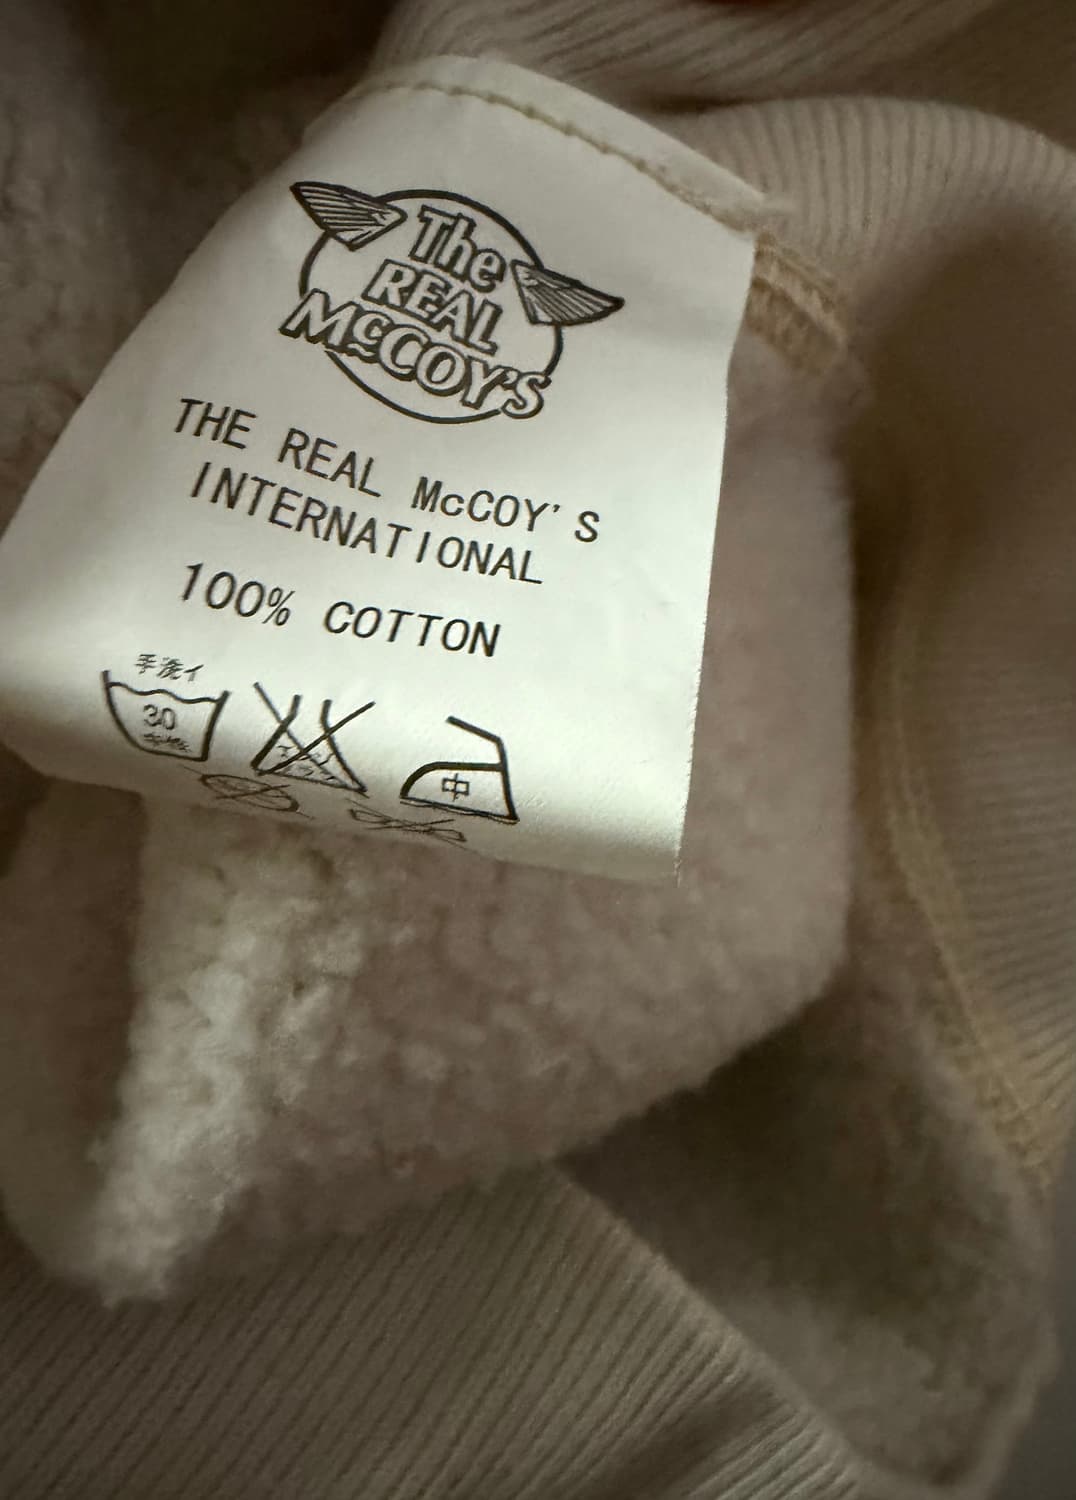 The
REAL
McCOY'S
THE REAL McCOY'S
INTERNATIONAL
100% COTTON
手洗イ
30
中